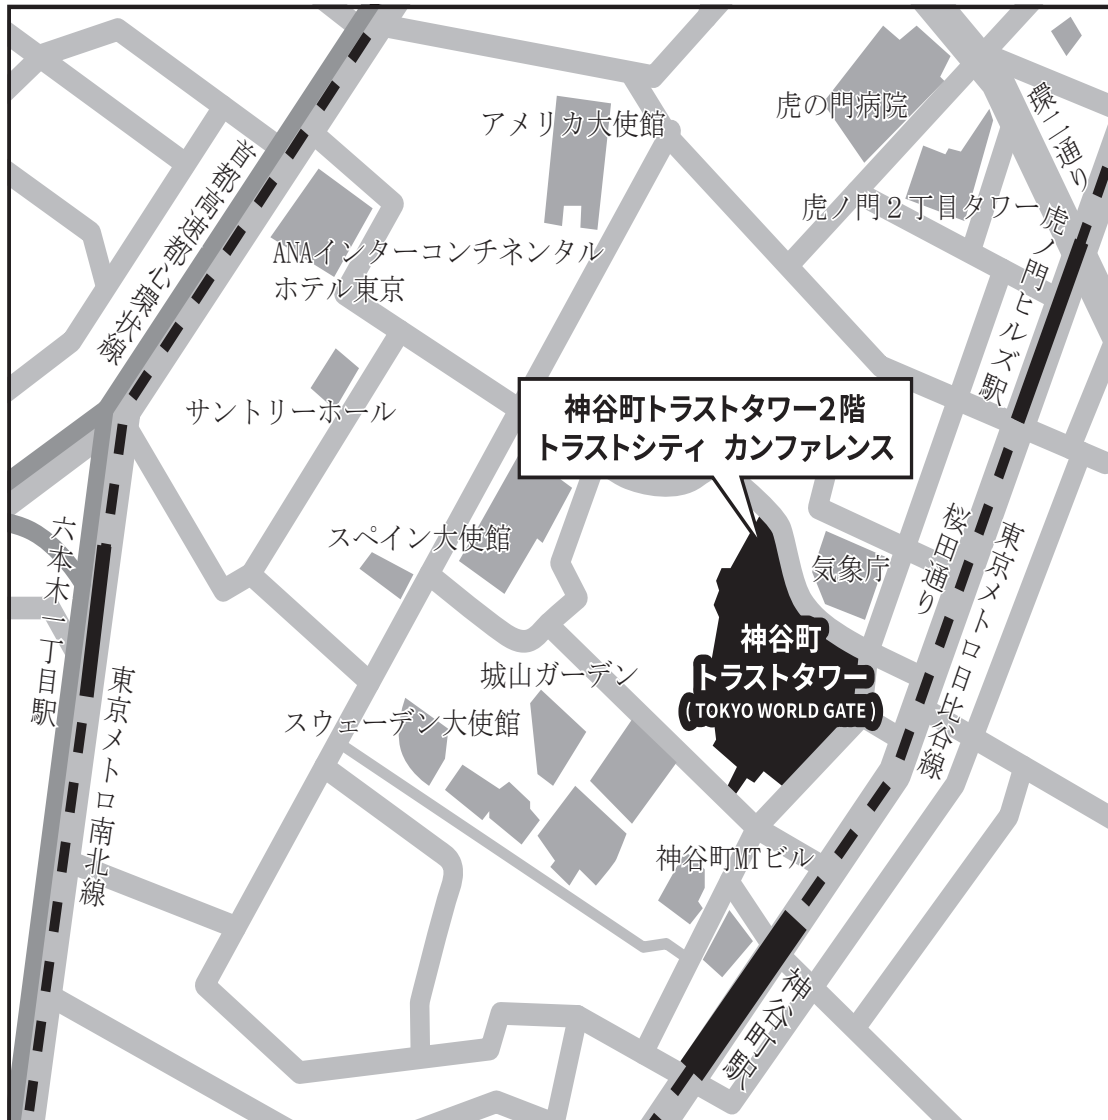 アメリカ大使館
虎の門病院
環二通り
首都高速都心環状線
虎ノ門2丁目タワー
虎ノ門ヒルズ駅
ANAインターコンチネンタル
ホテル東京
サントリーホール
神谷町トラストタワー2階
トラストシティ カンファレンス
スペイン大使館
気象庁
桜田通り
東京メトロ日比谷線
六本木一丁目駅
神谷町
トラストタワー
(TOKYO WORLD GATE)
城山ガーデン
スウェーデン大使館
東京メトロ南北線
神谷町MTビル
神谷町駅